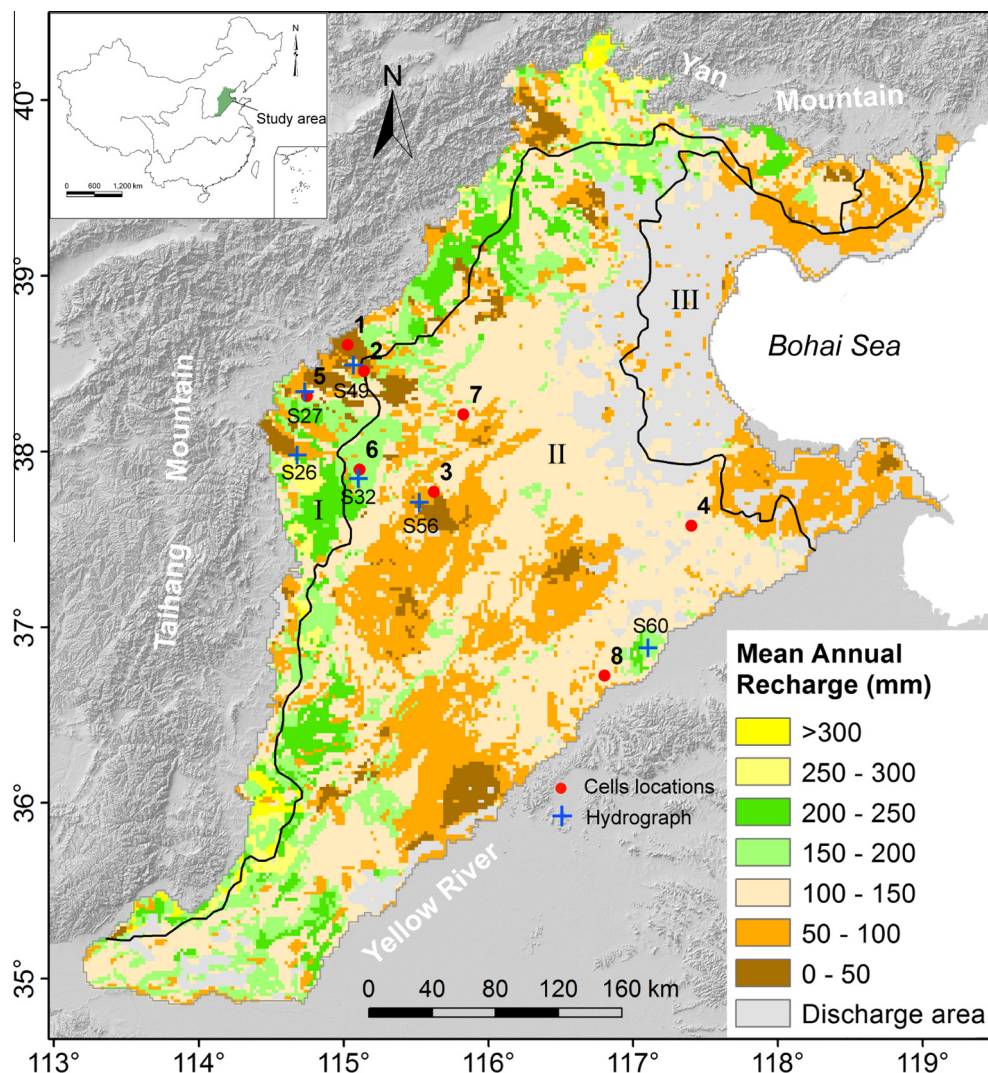 N
Study area
0 600 1,200 km
N
Yan
Mountain
40°
39°
38°
37°
36°
35°
1
2
5
S49
S27
7
III
Bohai Sea
Mountain
Taihang
6
II
S26
S32
I
3
S56
4
S60
8
Cells locations
Hydrograph
Yellow River
0 40 80 120 160 km
Mean Annual
Recharge (mm)
>300
250 - 300
200 - 250
150 - 200
100 - 150
50 - 100
0 - 50
Discharge area
113° 114° 115° 116° 117° 118° 119°